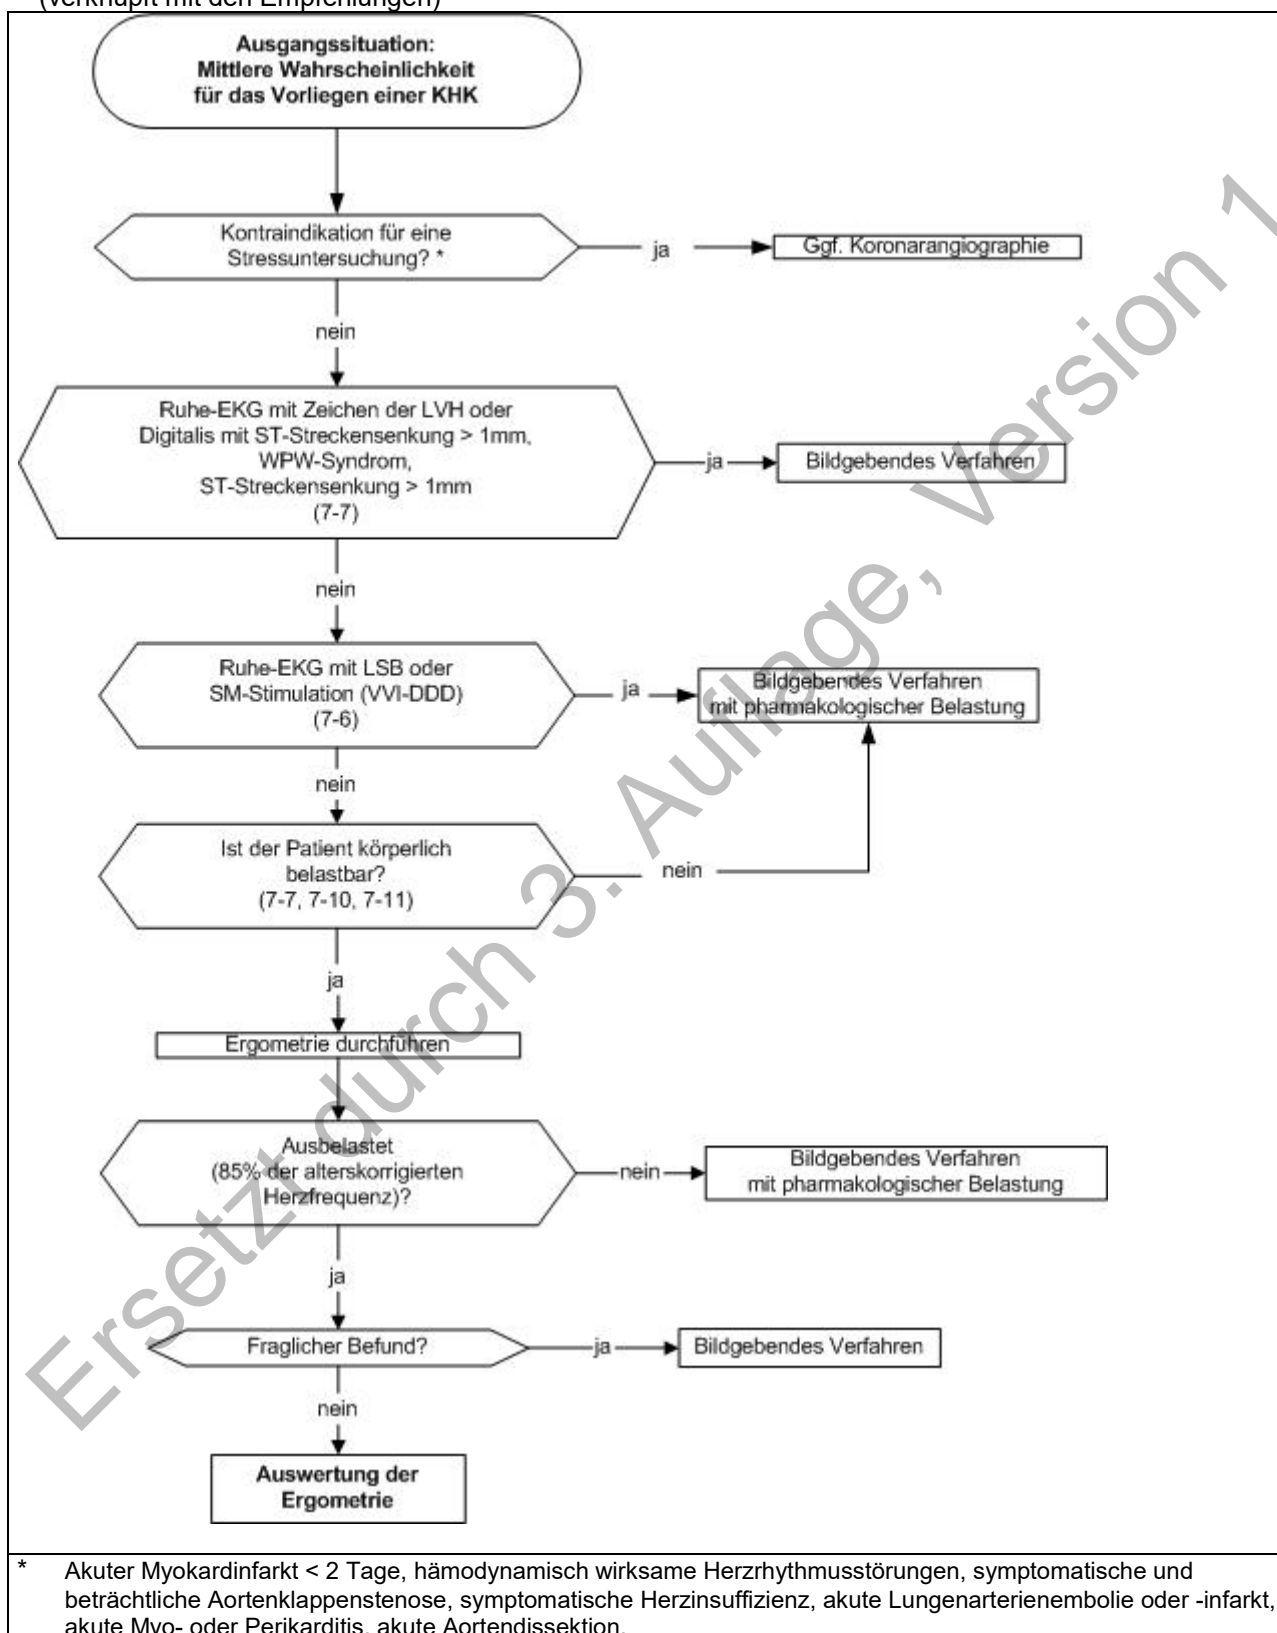 (verknüpft mit den Empfehlungen)
Ausgangssituation:
Mittlere Wahrscheinlichkeit
für das Vorliegen einer KHK
Kontraindikation für eine
Stressuntersuchung? *
ja
Ggf. Koronarangiographie
nein
Ruhe-EKG mit Zeichen der LVH oder
Digitalis mit ST-Streckensenkung > 1mm,
WPW-Syndrom,
ST-Streckensenkung > 1mm
(7-7)
ja
Bildgebendes Verfahren
nein
Ruhe-EKG mit LSB oder
SM-Stimulation (VVI-DDD)
(7-6)
ja
Bildgebendes Verfahren
mit pharmakologischer Belastung
nein
Ist der Patient körperlich
belastbar?
(7-7, 7-10, 7-11)
nein
ja
Ergometrie durchführen
Ausbelastet
(85% der alterskorrigierten
Herzfrequenz)?
nein
Bildgebendes Verfahren
mit pharmakologischer Belastung
ja
Fraglicher Befund?
ja
Bildgebendes Verfahren
nein
Auswertung der
Ergometrie
* Akuter Myokardinfarkt < 2 Tage, hämodynamisch wirksame Herzrhythmusstörungen, symptomatische und
beträchtliche Aortenklappenstenose, symptomatische Herzinsuffizienz, akute Lungenarterienembolie oder -infarkt,
akute Myo- oder Perikarditis, akute Aortendissektion.
Ersetzt durch 3. Auflage, Version 1